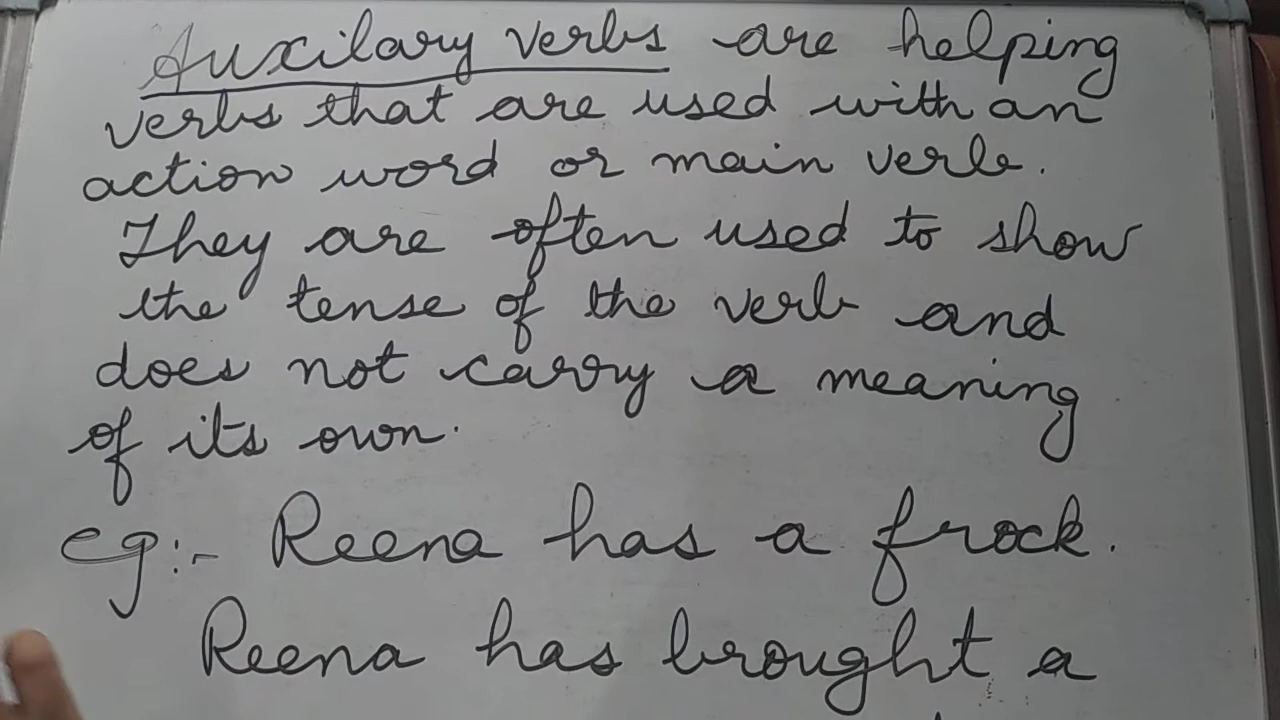 Auxilary verbs are helping
verbs that are used with an
action word or main verb.
They are often used to show
the tense of the verb and
does not carry a meaning
of its own.
eg:- Reena has a frock.
Reena has brought a